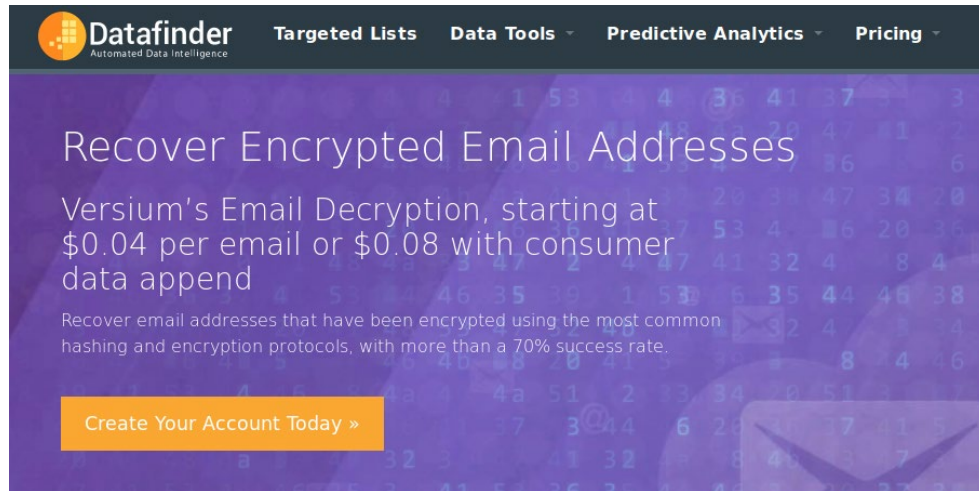 Datafinder
Automated Data Intelligence
Targeted Lists
Data Tools
Predictive Analytics
Pricing
Recover Encrypted Email Addresses
Versium's Email Decryption, starting at
$0.04 per email or $0.08 with consumer
data append
Recover email addresses that have been encrypted using the most common
hashing and encryption protocols, with more than a 70% success rate.
Create Your Account Today »